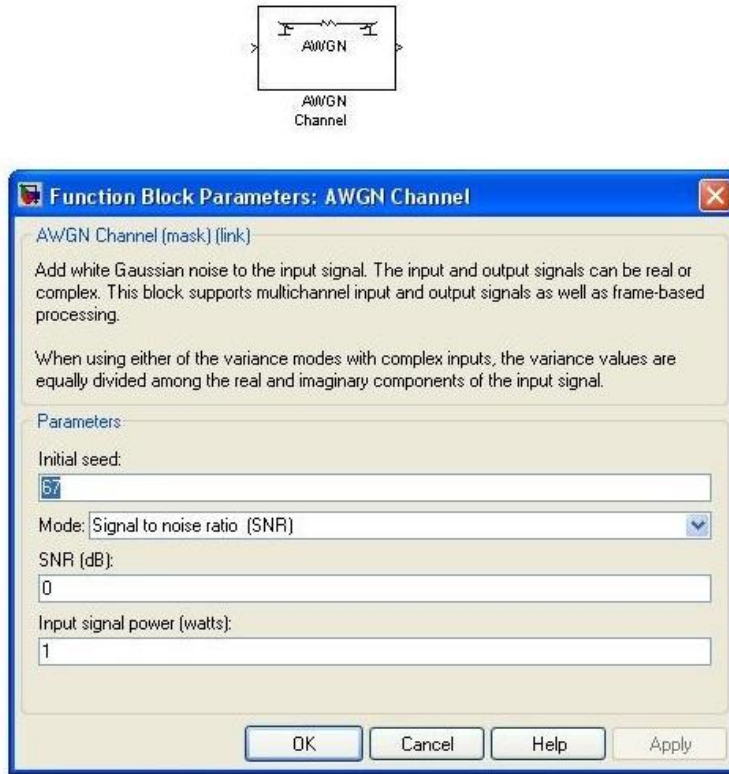 AWGN
AWGN
Channel
Function Block Parameters: AWGN Channel
AWGN Channel (mask) (link)
Add white Gaussian noise to the input signal. The input and output signals can be real or
complex. This block supports multichannel input and output signals as well as frame-based
processing.
When using either of the variance modes with complex inputs, the variance values are
equally divided among the real and imaginary components of the input signal.
Parameters
Initial seed:
67
Mode: Signal to noise ratio (SNR)
SNR (dB):
0
Input signal power (watts):
1
OK Cancel Help Apply